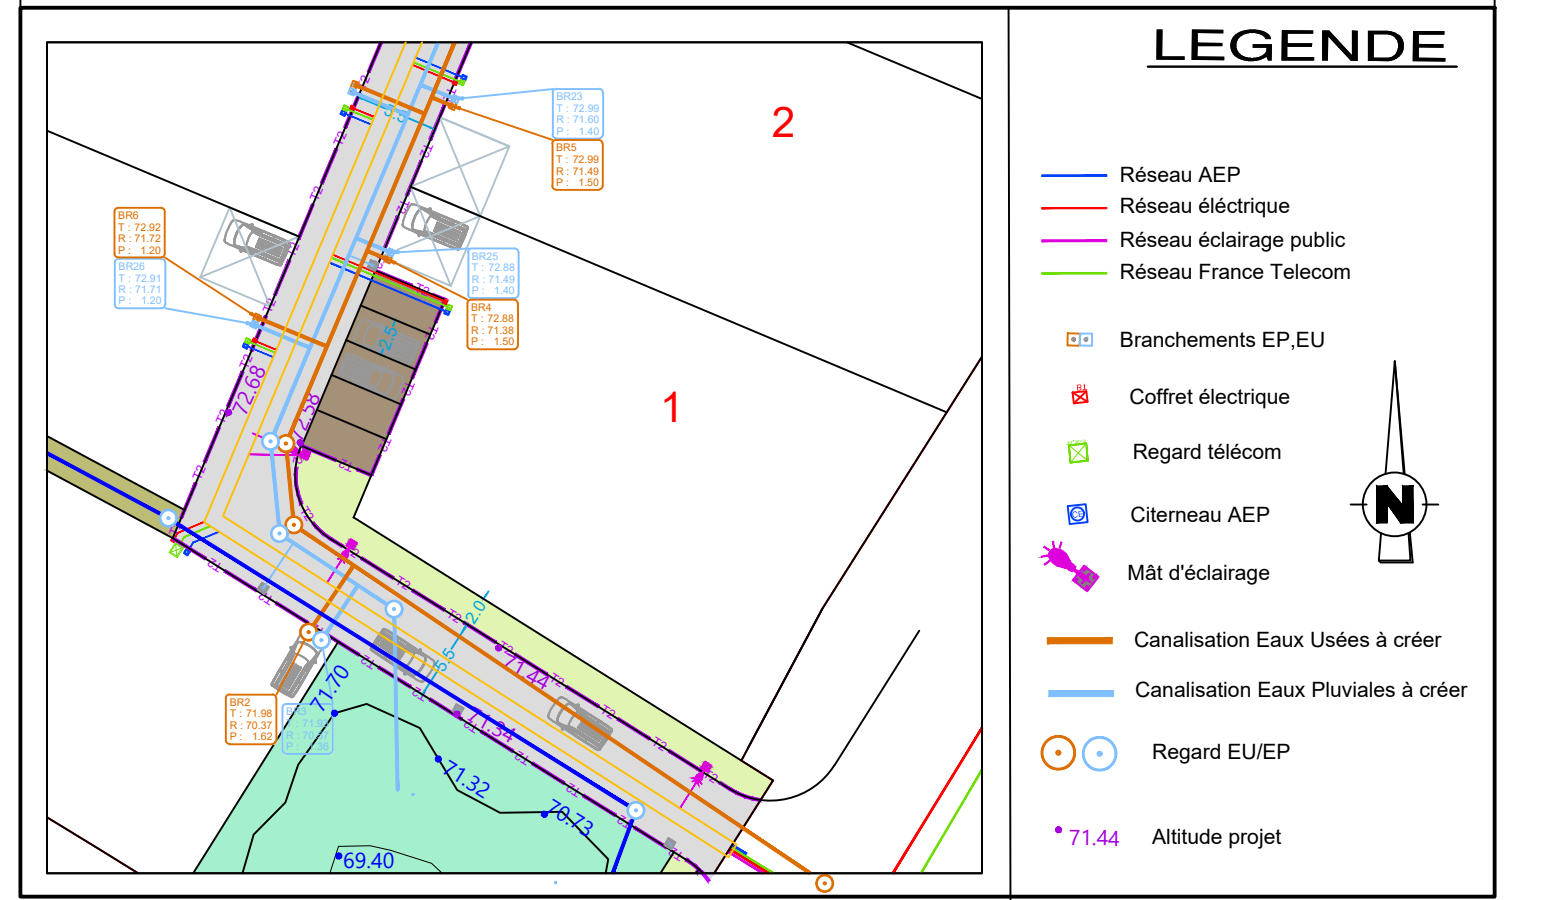 LEGENDE
2
1
BR23
T : 72.99
R : 71.60
P : 1.40
BR5
T : 72.99
R : 71.49
P : 1.50
BR6
T : 72.92
R : 71.72
P : 1.20
BR26
T : 72.91
R : 71.71
P : 1.20
BR25
T : 72.88
R : 71.49
P : 1.40
BR4
T : 72.88
R : 71.38
P : 1.50
5.5
2.5
72.68
72.58
2.0
5.5
71.44
71.34
71.70
BR2
T : 71.98
R : 70.37
P : 1.62
71.32
70.73
69.40
T2
Réseau AEP
Réseau éléctrique
Réseau éclairage public
Réseau France Telecom
Branchements EP,EU
Coffret électrique
Regard télécom
Citerneau AEP
Mât d'éclairage
Canalisation Eaux Usées à créer
Canalisation Eaux Pluviales à créer
Regard EU/EP
71.44
Altitude projet
N